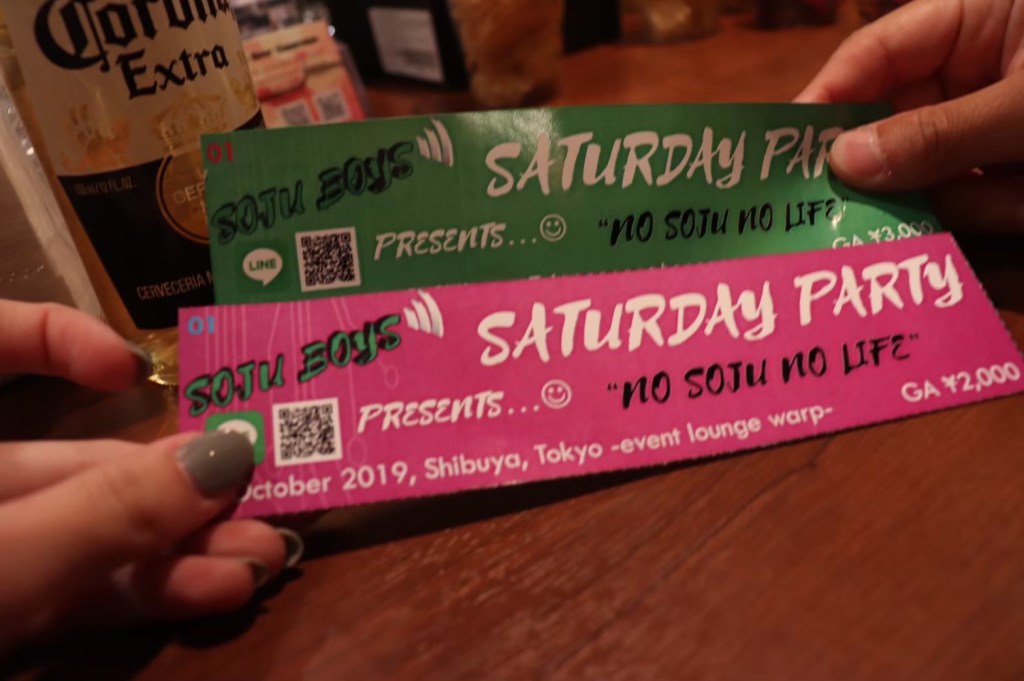 Corona
Extra
CERVECERIA M
01
SOJU BOYS
SATURDAY PAR
LINE
PRESENTS...
"NO SOJU NO LIFE"
GA ¥3,000
01
SOJU BOYS
SATURDAY PARTY
PRESENTS...
"NO SOJU NO LIFE"
GA ¥2,000
October 2019, Shibuya, Tokyo -event lounge warp-